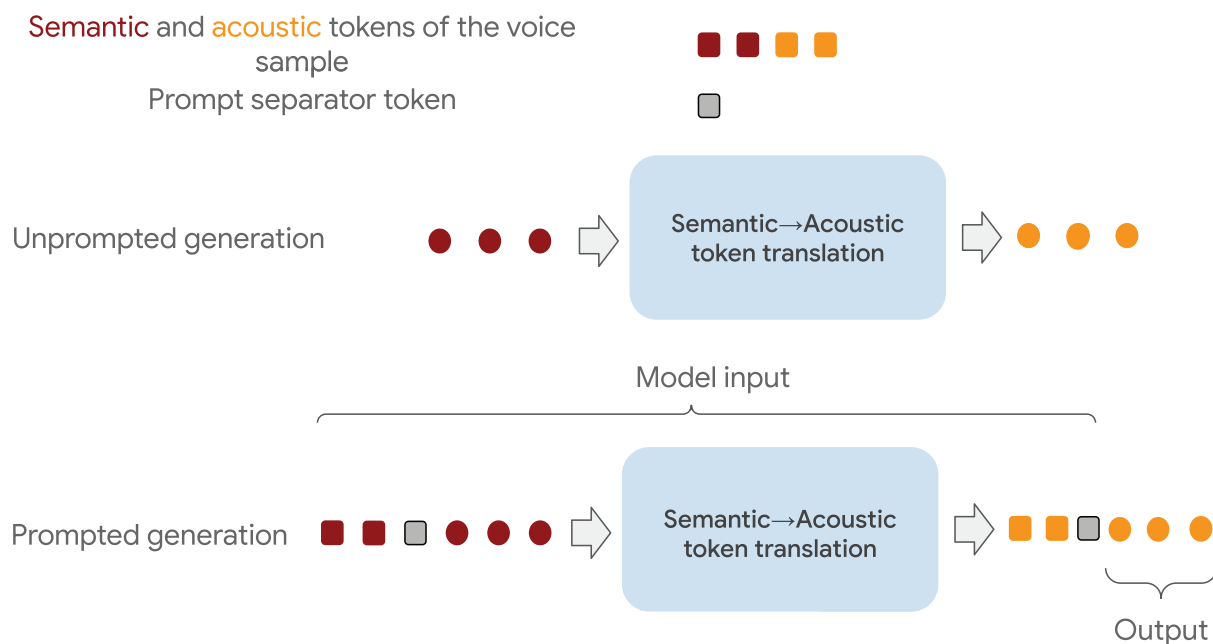 Semantic and acoustic tokens of the voice
sample
Prompt separator token
Unprompted generation
Semantic→Acoustic
token translation
Model input
Prompted generation
Semantic→Acoustic
token translation
Output